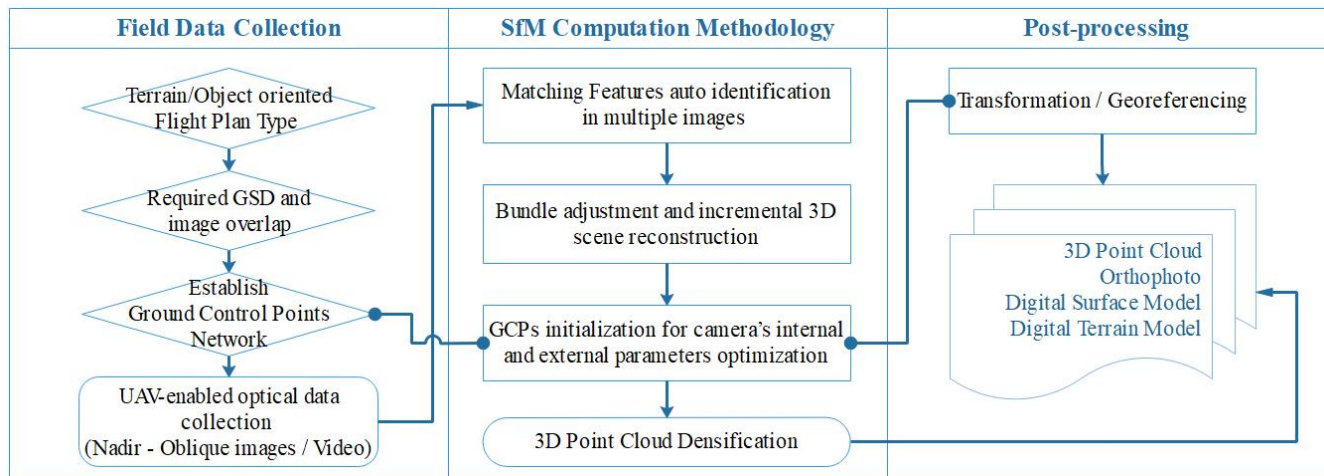 Field Data Collection
Terrain/Object oriented
Flight Plan Type
Required GSD and
image overlap
Establish
Ground Control Points
Network
UAV-enabled optical data
collection
(Nadir - Oblique images / Video)
SfM Computation Methodology
Matching Features auto identification
in multiple images
Bundle adjustment and incremental 3D
scene reconstruction
GCPs initialization for camera's internal
and external parameters optimization
3D Point Cloud Densification
Post-processing
Transformation / Georeferencing
3D Point Cloud
Orthophoto
Digital Surface Model
Digital Terrain Model